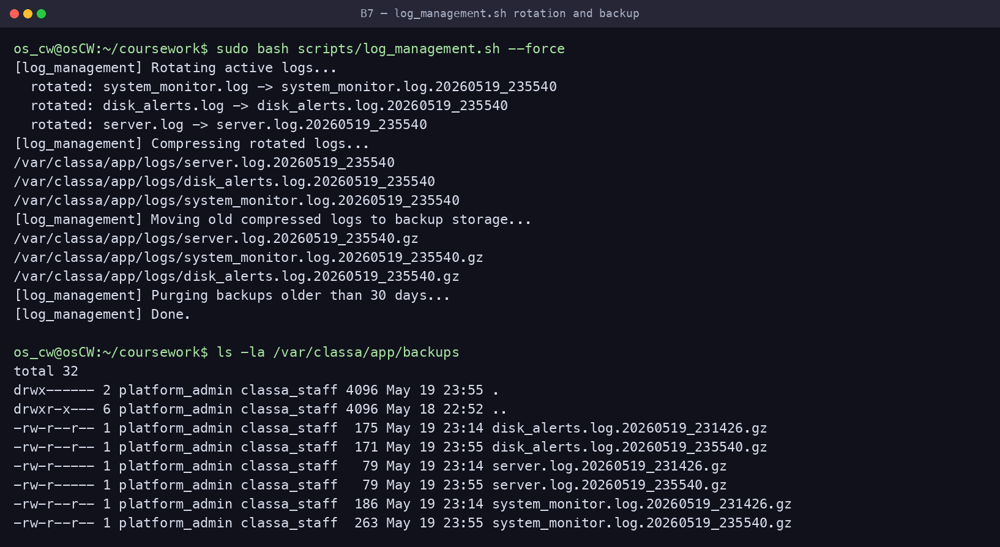 B7 — log_management.sh rotation and backup
os_cw@osCW:~/coursework$ sudo bash scripts/log_management.sh --force
[log_management] Rotating active logs...
  rotated: system_monitor.log -> system_monitor.log.20260519_235540
  rotated: disk_alerts.log -> disk_alerts.log.20260519_235540
  rotated: server.log -> server.log.20260519_235540
[log_management] Compressing rotated logs...
/var/classa/app/logs/server.log.20260519_235540
/var/classa/app/logs/disk_alerts.log.20260519_235540
/var/classa/app/logs/system_monitor.log.20260519_235540
[log_management] Moving old compressed logs to backup storage...
/var/classa/app/logs/server.log.20260519_235540.gz
/var/classa/app/logs/system_monitor.log.20260519_235540.gz
/var/classa/app/logs/disk_alerts.log.20260519_235540.gz
[log_management] Purging backups older than 30 days...
[log_management] Done.
os_cw@osCW:~/coursework$ ls -la /var/classa/app/backups
total 32
drwx------ 2 platform_admin classa_staff 4096 May 19 23:55 .
drwxr-x--- 6 platform_admin classa_staff 4096 May 18 22:52 ..
-rw-r--r-- 1 platform_admin classa_staff  175 May 19 23:14 disk_alerts.log.20260519_231426.gz
-rw-r--r-- 1 platform_admin classa_staff  171 May 19 23:55 disk_alerts.log.20260519_235540.gz
-rw-r----- 1 platform_admin classa_staff   79 May 19 23:14 server.log.20260519_231426.gz
-rw-r----- 1 platform_admin classa_staff   79 May 19 23:55 server.log.20260519_235540.gz
-rw-r--r-- 1 platform_admin classa_staff  186 May 19 23:14 system_monitor.log.20260519_231426.gz
-rw-r--r-- 1 platform_admin classa_staff  263 May 19 23:55 system_monitor.log.20260519_235540.gz